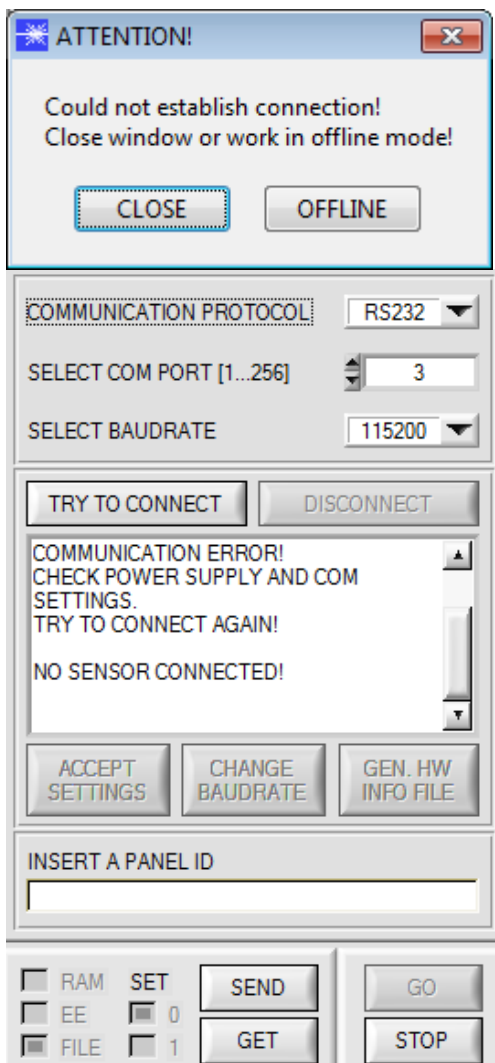 ATTENTION!
Could not establish connection!
Close window or work in offline mode!
CLOSE OFFLINE
COMMUNICATION PROTOCOL RS232
SELECT COM PORT [1...256] 3
SELECT BAUDRATE 115200
TRY TO CONNECT DISCONNECT
COMMUNICATION ERROR!
CHECK POWER SUPPLY AND COM
SETTINGS.
TRY TO CONNECT AGAIN!
NO SENSOR CONNECTED!
ACCEPT CHANGE GEN. HW
SETTINGS BAUDRATE INFO FILE
INSERT A PANEL ID
RAM SET SEND GO
EE 0
FILE 1 GET STOP